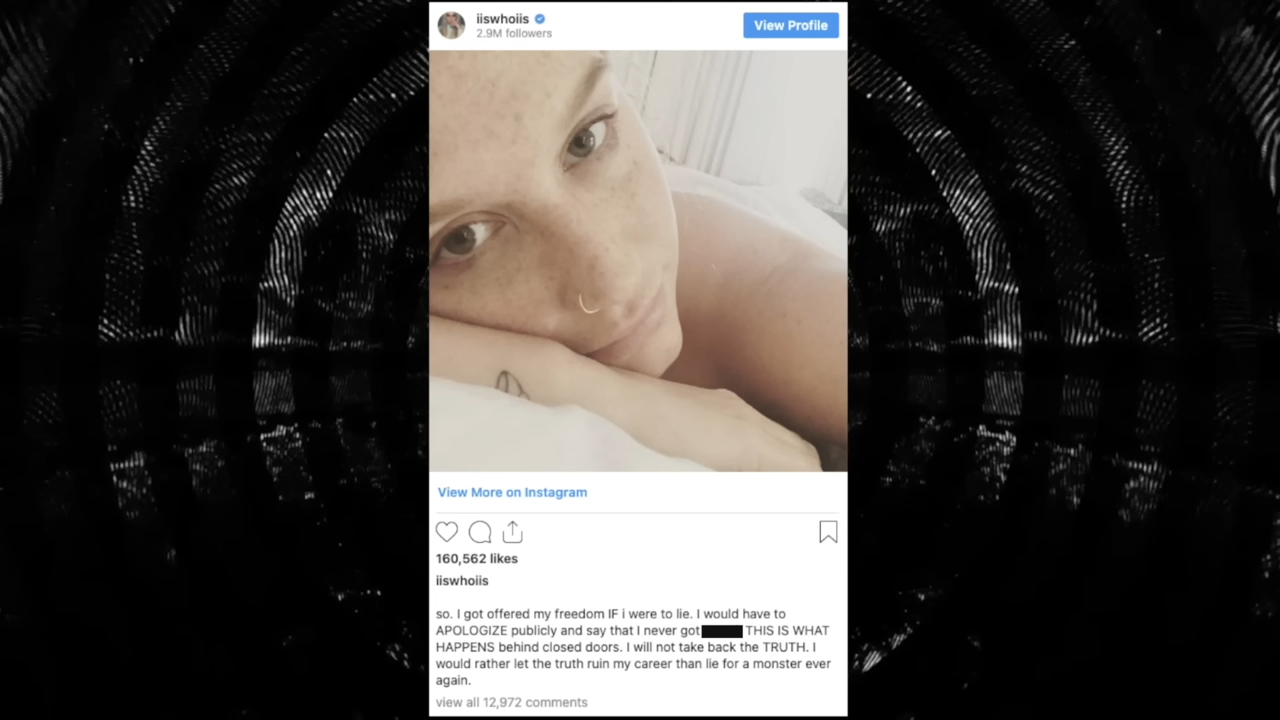 iiswhoiis
2.9M followers
View Profile
View More on Instagram
160,562 likes
iiswhoiis
so. I got offered my freedom IF i were to lie. I would have to
APOLOGIZE publicly and say that I never got THIS IS WHAT
HAPPENS behind closed doors. I will not take back the TRUTH. I
would rather let the truth ruin my career than lie for a monster ever
again.
view all 12,972 comments